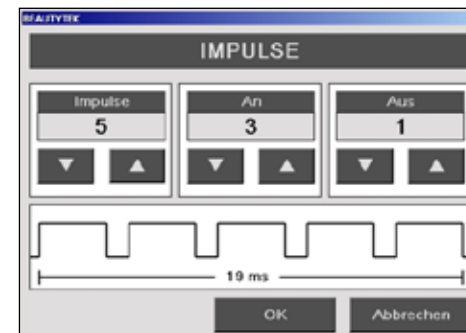 BEAUTYTEK
IMPULSE
Impulse An Aus
5 3 1
19 ms
OK Abbrechen